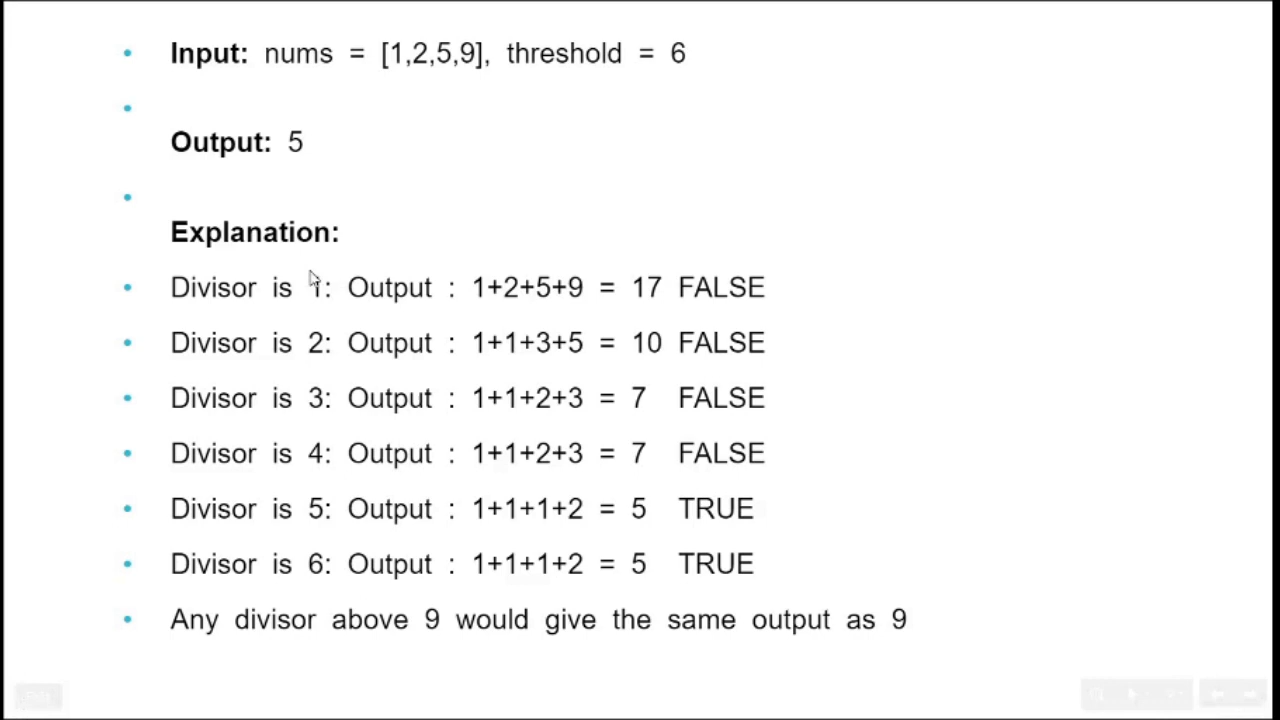 Input: nums = [1,2,5,9], threshold = 6
Output: 5
Explanation:
Divisor is 1: Output : 1+2+5+9 = 17 FALSE
Divisor is 2: Output : 1+1+3+5 = 10 FALSE
Divisor is 3: Output : 1+1+2+3 = 7 FALSE
Divisor is 4: Output : 1+1+2+3 = 7 FALSE
Divisor is 5: Output : 1+1+1+2 = 5 TRUE
Divisor is 6: Output : 1+1+1+2 = 5 TRUE
Any divisor above 9 would give the same output as 9